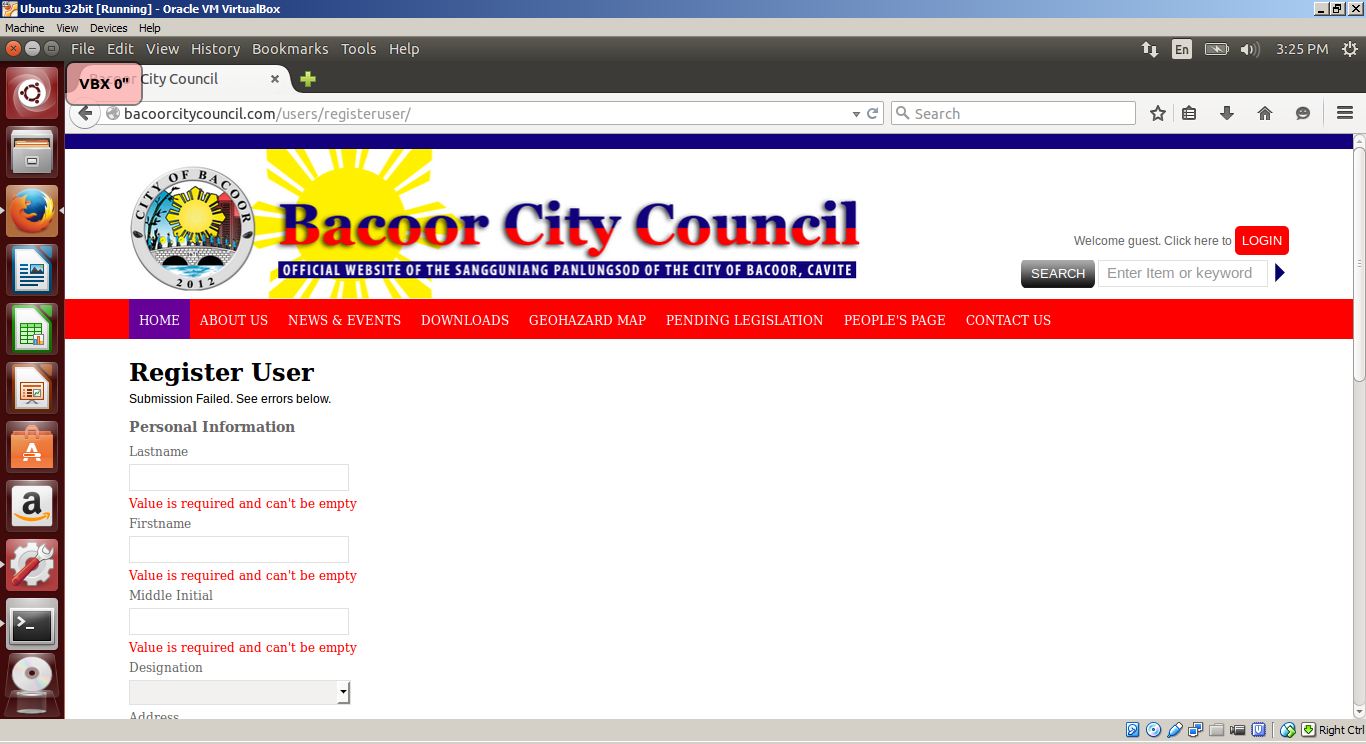 Ubuntu 32bit [Running] - Oracle VM VirtualBox
Machine View Devices Help
File Edit View History Bookmarks Tools Help
En
3:25 PM
VBX 0"
City Council
bacoorcitycouncil.com/users/registeruser/
Search
CITY OF BACOOR
2012
Bacoor City Council
OFFICIAL WEBSITE OF THE SANGGUNIANG PANLUNGSOD OF THE CITY OF BACOOR, CAVITE
Welcome guest. Click here to LOGIN
SEARCH Enter Item or keyword
HOME ABOUT US NEWS & EVENTS DOWNLOADS GEOHAZARD MAP PENDING LEGISLATION PEOPLE'S PAGE CONTACT US
Register User
Submission Failed. See errors below.
Personal Information
Lastname
Value is required and can't be empty
Firstname
Value is required and can't be empty
Middle Initial
Value is required and can't be empty
Designation
Address
Right Ctrl